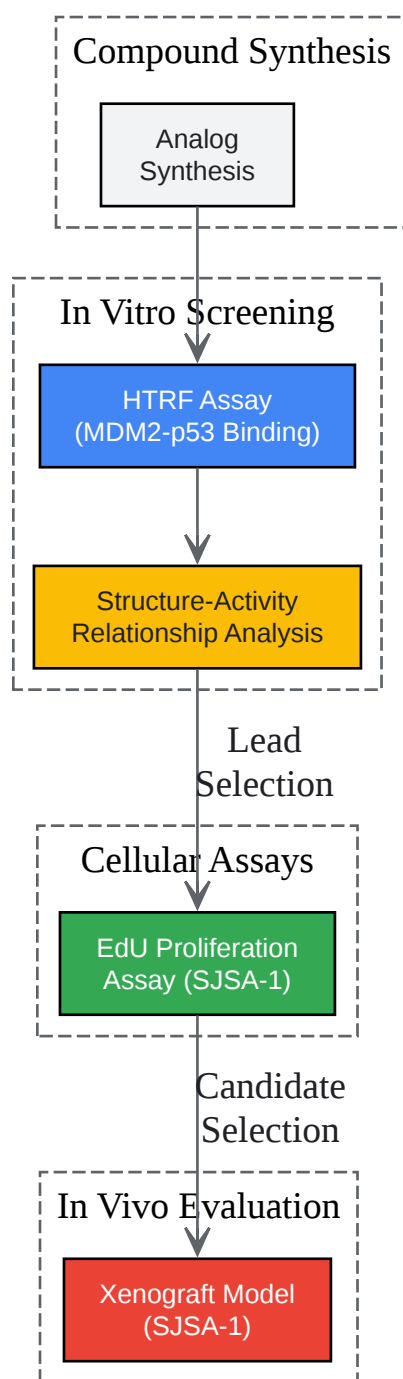 Compound Synthesis
Analog
Synthesis
In Vitro Screening
HTRF Assay
(MDM2-p53 Binding)
Structure-Activity
Relationship Analysis
Lead
Selection
Cellular Assays
EdU Proliferation
Assay (SJSA-1)
Candidate
Selection
In Vivo Evaluation
Xenograft Model
(SJSA-1)